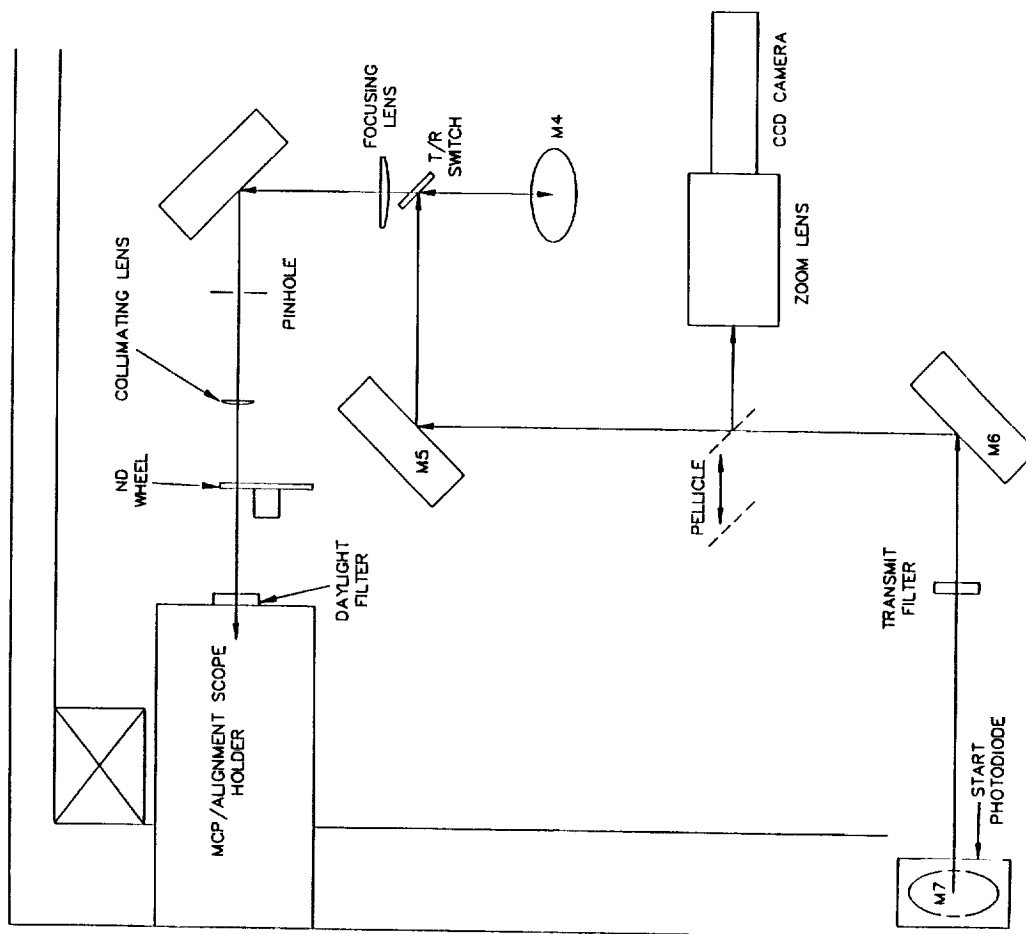 FOCUSING
LENS
T/R
SWITCH
M4
CCD CAMERA
ZOOM LENS
PINHOLE
COLLIMATING LENS
M5
M6
ND
WHEEL
PELLICLE
DAYLIGHT
FILTER
TRANSMIT
FILTER
MCP/ALIGNMENT SCOPE
HOLDER
START
PHOTODIODE
M7